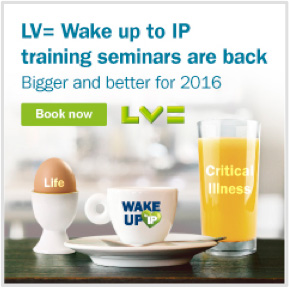 LV= Wake up to IP
training seminars are back
Bigger and better for 2016
Book now
LV=
Life
WAKE
UP IP
Critical
Illness